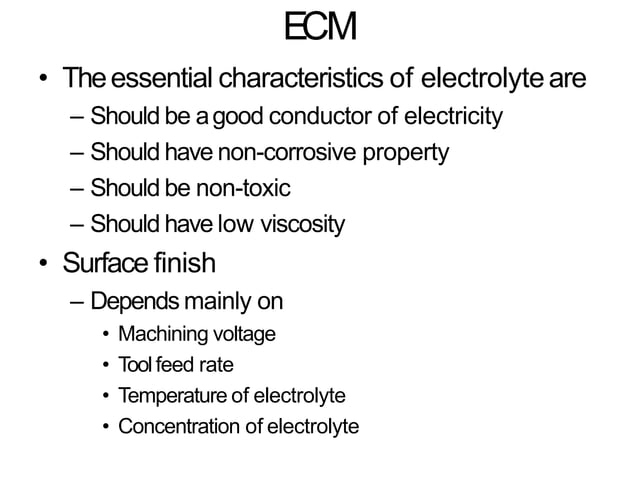 ECM
• The essential characteristics of electrolyte are
– Should be a good conductor of electricity
– Should have non-corrosive property
– Should be non-toxic
– Should have low viscosity
• Surface finish
– Depends mainly on
• Machining voltage
• Tool feed rate
• Temperature of electrolyte
• Concentration of electrolyte